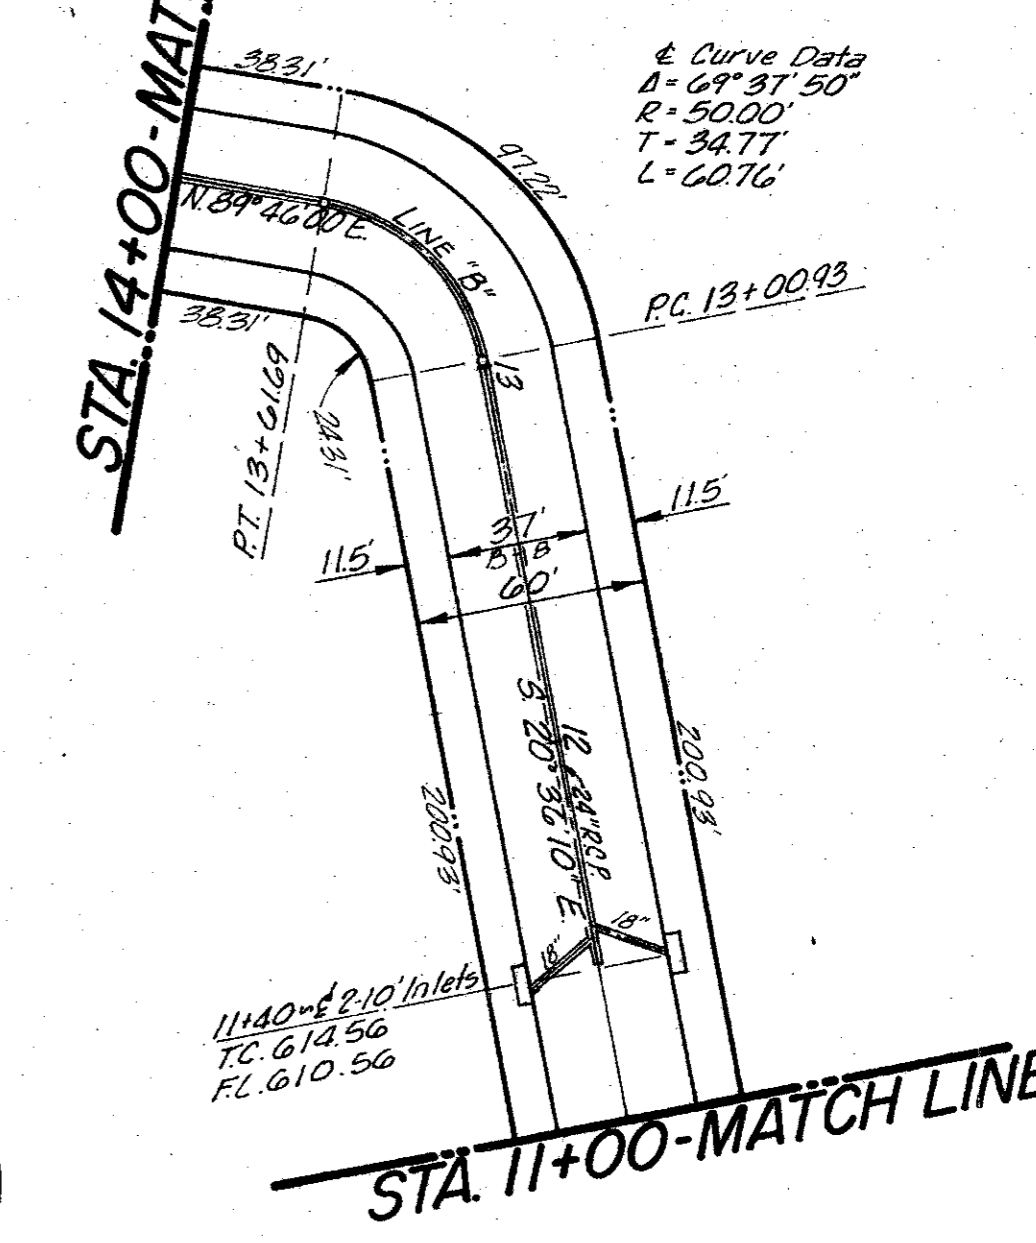 STA. 14+00-MAT
38.31'
℄ Curve Data
Δ = 69° 37' 50"
R = 50.00'
T = 34.77'
L = 60.76'
97.22'
N. 89° 46' 00" E.
LINE "B"
P.C. 13+00.93
38.31'
13
P.T. 13+61.69
24.31'
11.5'
37'
B - B
11.5'
60'
S. 20° 36' 10" E.
12
24" R.C.P.
200.93'
200.93'
18"
18"
11+40 ℄ 2-10' Inlets
T.C. 614.56
F.L. 610.56
STA. 11+00-MATCH LINE